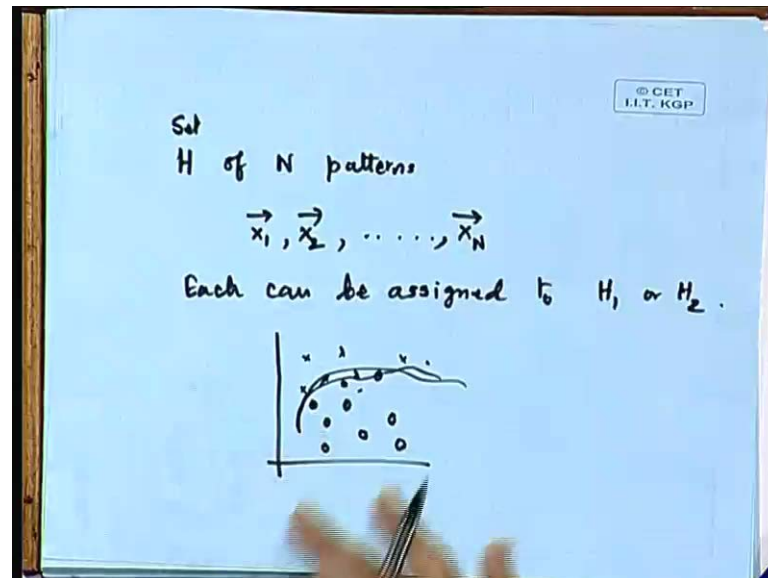 © CET
I.I.T. KGP
Set
H of N patterns
x₁, x₂, ....., x_N
Each can be assigned to H₁ or H₂.